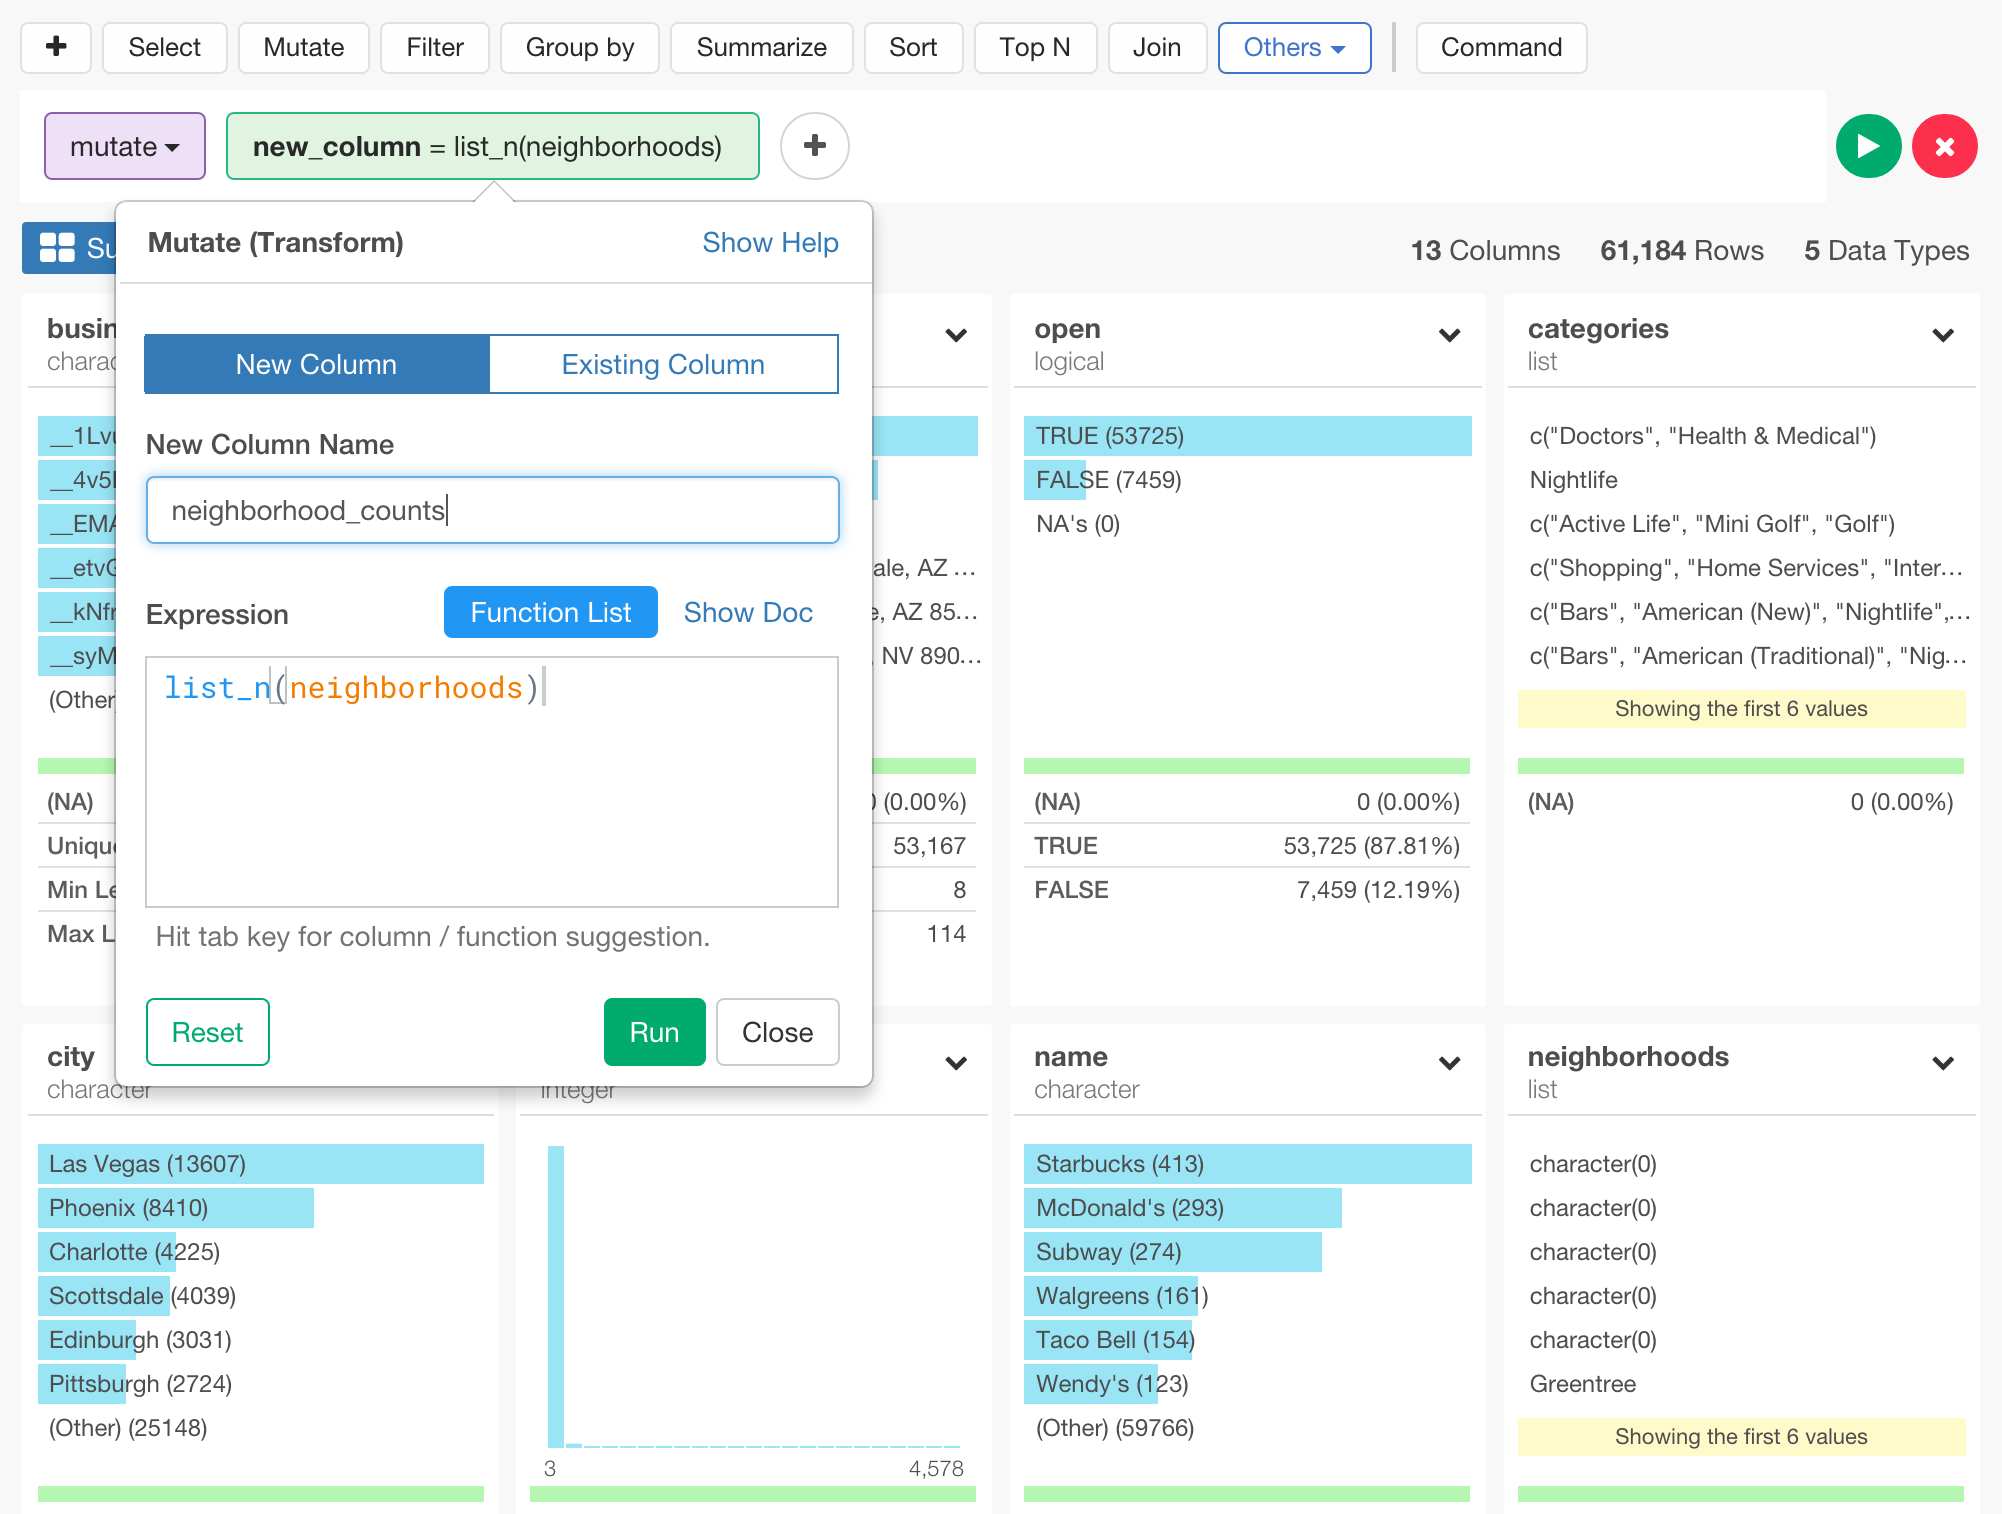 Select Mutate Filter Group by Summarize Sort Top N Join Others Command
mutate new_column = list_n(neighborhoods)
Su
13 Columns 61,184 Rows 5 Data Types
Mutate (Transform) Show Help
New Column Existing Column
New Column Name
neighborhood_counts
Expression Function List Show Doc
list_n(neighborhoods)
Hit tab key for column / function suggestion.
Reset Run Close
busin
charac
__1Lvu
__4v5
__EMA
__etvG
__kNfr
__syM
(Other
(NA)
Unique
Min Le
Max L
ale, AZ ...
, AZ 85...
, NV 890...
0 (0.00%)
53,167
8
114
open
logical
TRUE (53725)
FALSE (7459)
NA's (0)
(NA) 0 (0.00%)
TRUE 53,725 (87.81%)
FALSE 7,459 (12.19%)
categories
list
c("Doctors", "Health & Medical")
Nightlife
c("Active Life", "Mini Golf", "Golf")
c("Shopping", "Home Services", "Inter...
c("Bars", "American (New)", "Nightlife",...
c("Bars", "American (Traditional)", "Nig...
Showing the first 6 values
(NA) 0 (0.00%)
city
character
Las Vegas (13607)
Phoenix (8410)
Charlotte (4225)
Scottsdale (4039)
Edinburgh (3031)
Pittsburgh (2724)
(Other) (25148)
integer
3 4,578
name
character
Starbucks (413)
McDonald's (293)
Subway (274)
Walgreens (161)
Taco Bell (154)
Wendy's (123)
(Other) (59766)
neighborhoods
list
character(0)
character(0)
character(0)
character(0)
character(0)
Greentree
Showing the first 6 values